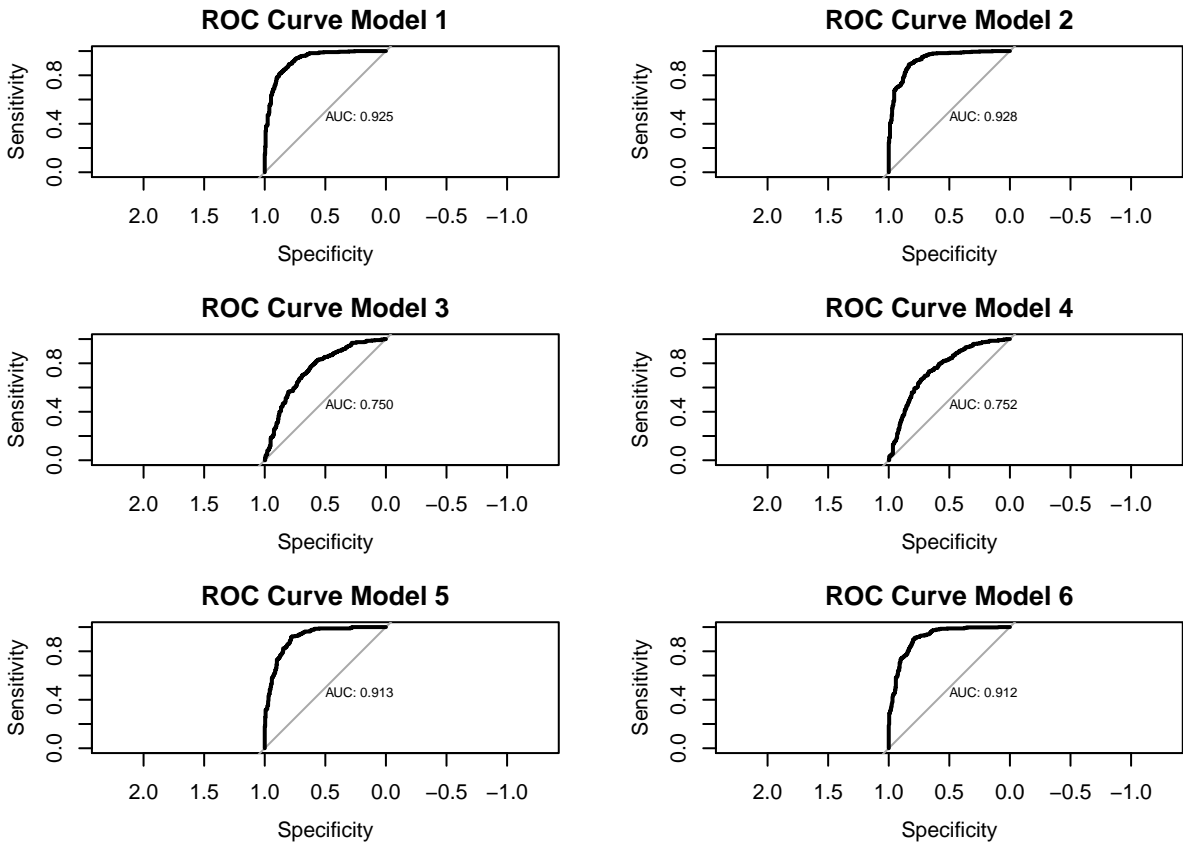 ROC Curve Model 1
Sensitivity
0.0 0.4 0.8
AUC: 0.925
2.0 1.5 1.0 0.5 0.0 −0.5 −1.0
Specificity
ROC Curve Model 2
Sensitivity
0.0 0.4 0.8
AUC: 0.928
2.0 1.5 1.0 0.5 0.0 −0.5 −1.0
Specificity
ROC Curve Model 3
Sensitivity
0.0 0.4 0.8
AUC: 0.750
2.0 1.5 1.0 0.5 0.0 −0.5 −1.0
Specificity
ROC Curve Model 4
Sensitivity
0.0 0.4 0.8
AUC: 0.752
2.0 1.5 1.0 0.5 0.0 −0.5 −1.0
Specificity
ROC Curve Model 5
Sensitivity
0.0 0.4 0.8
AUC: 0.913
2.0 1.5 1.0 0.5 0.0 −0.5 −1.0
Specificity
ROC Curve Model 6
Sensitivity
0.0 0.4 0.8
AUC: 0.912
2.0 1.5 1.0 0.5 0.0 −0.5 −1.0
Specificity